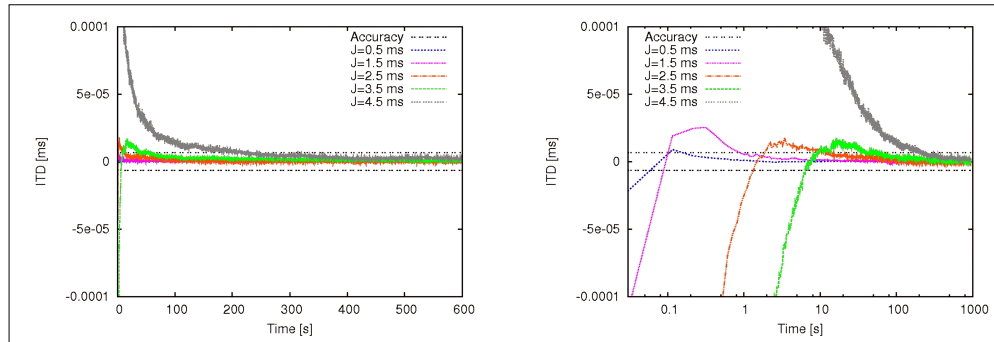 0.0001
5e-05
0
-5e-05
-0.0001
ITD [ms]
Accuracy
J=0.5 ms
J=1.5 ms
J=2.5 ms
J=3.5 ms
J=4.5 ms
0 100 200 300 400 500 600
Time [s]
0.0001
5e-05
0
-5e-05
-0.0001
ITD [ms]
Accuracy
J=0.5 ms
J=1.5 ms
J=2.5 ms
J=3.5 ms
J=4.5 ms
0.1 1 10 100 1000
Time [s]